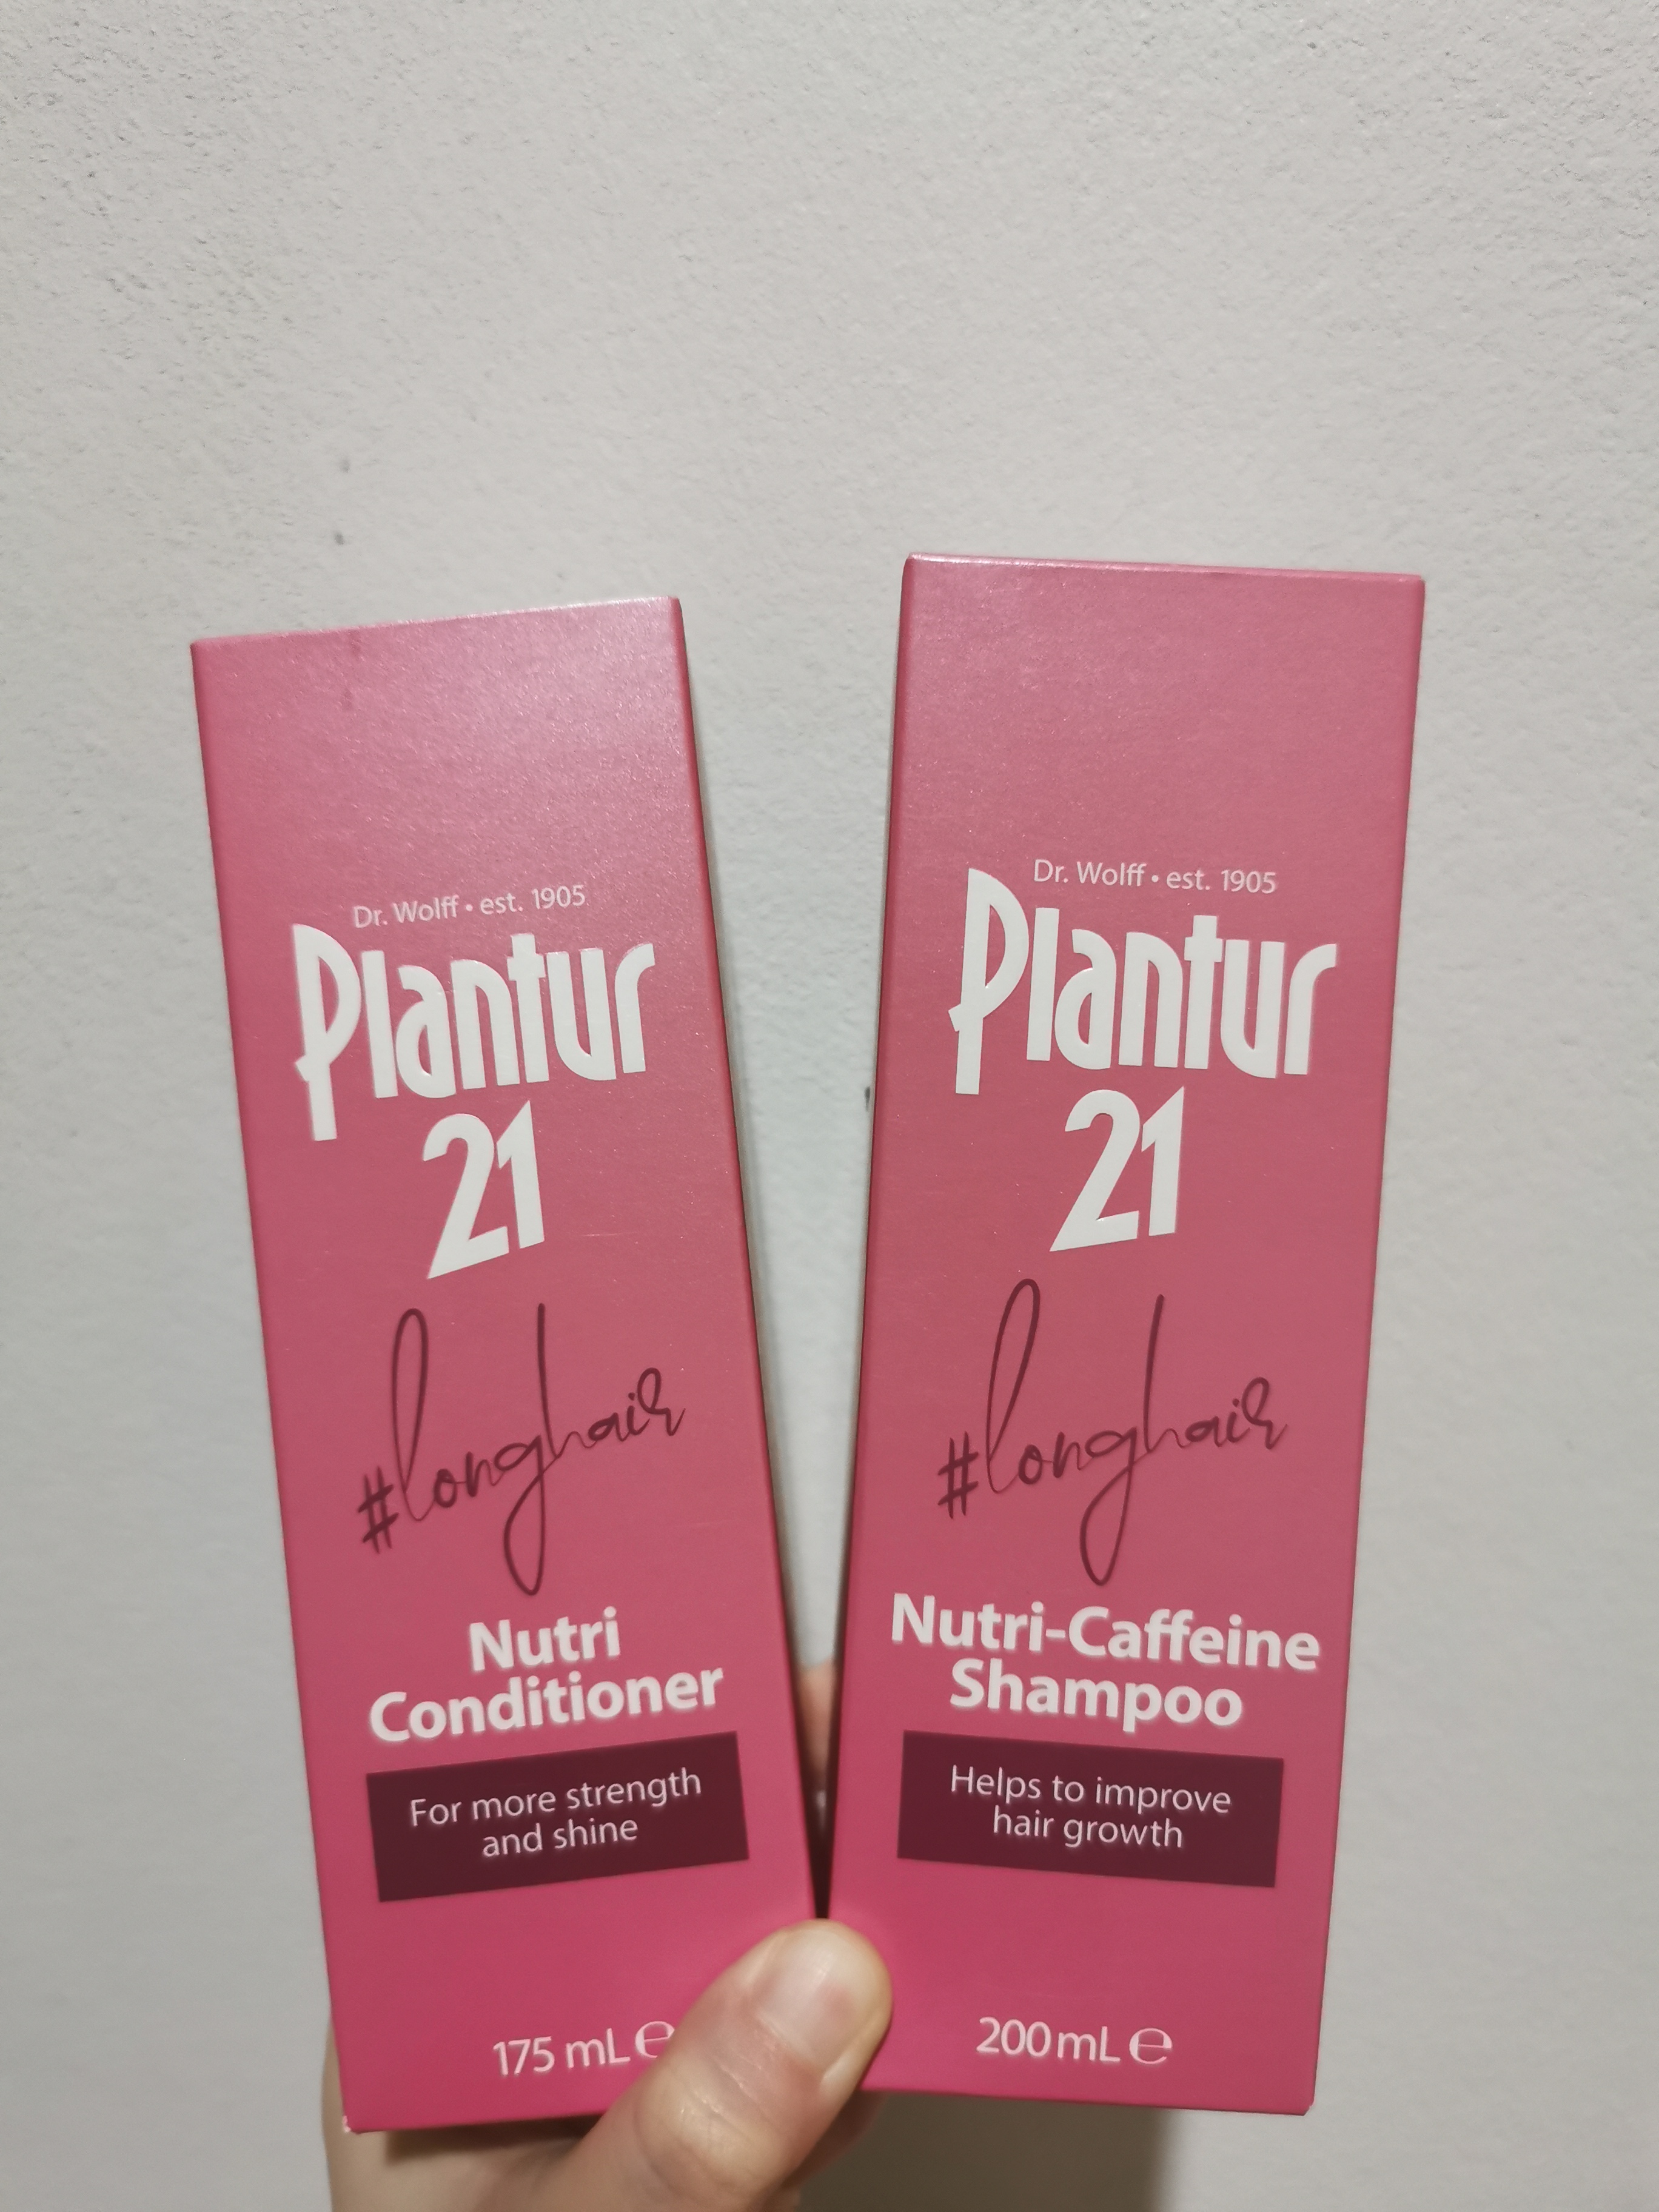 Dr. Wolff • est. 1905
Plantur
21
#longhair
Nutri
Conditioner
For more strength
and shine
175 mL ℮
Dr. Wolff • est. 1905
Plantur
21
#longhair
Nutri-Caffeine
Shampoo
Helps to improve
hair growth
200 mL ℮